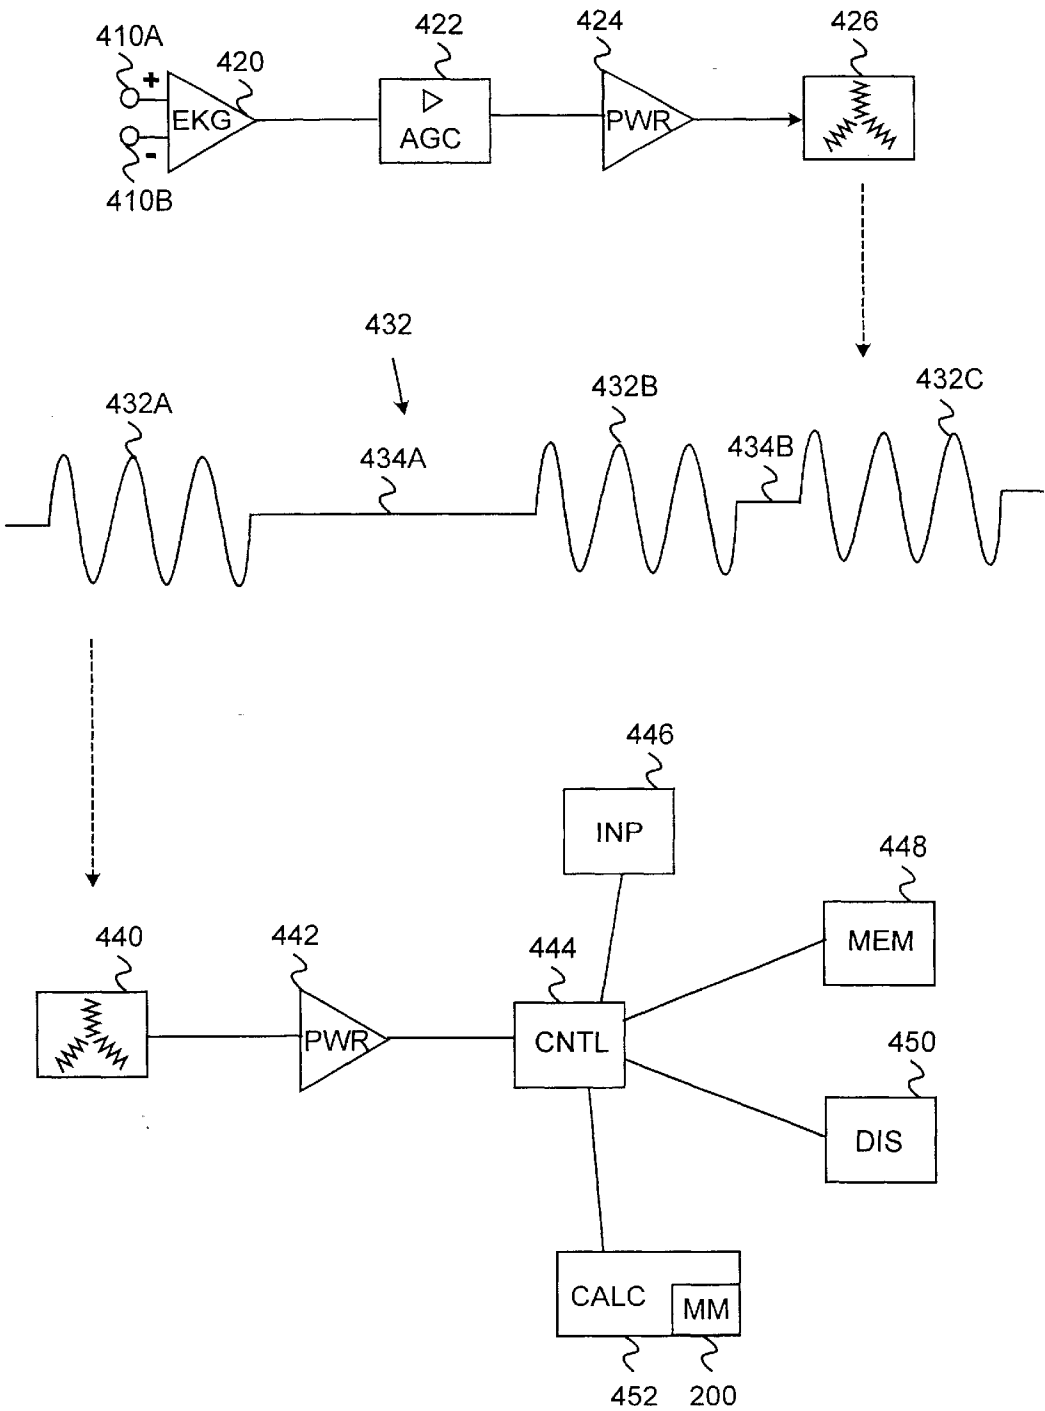 410A
420
422
424
426
+
EKG
AGC
PWR
-
410B
432
432A
432B
432C
434A
434B
446
INP
448
MEM
440
442
444
PWR
CNTL
450
DIS
CALC
MM
452
200